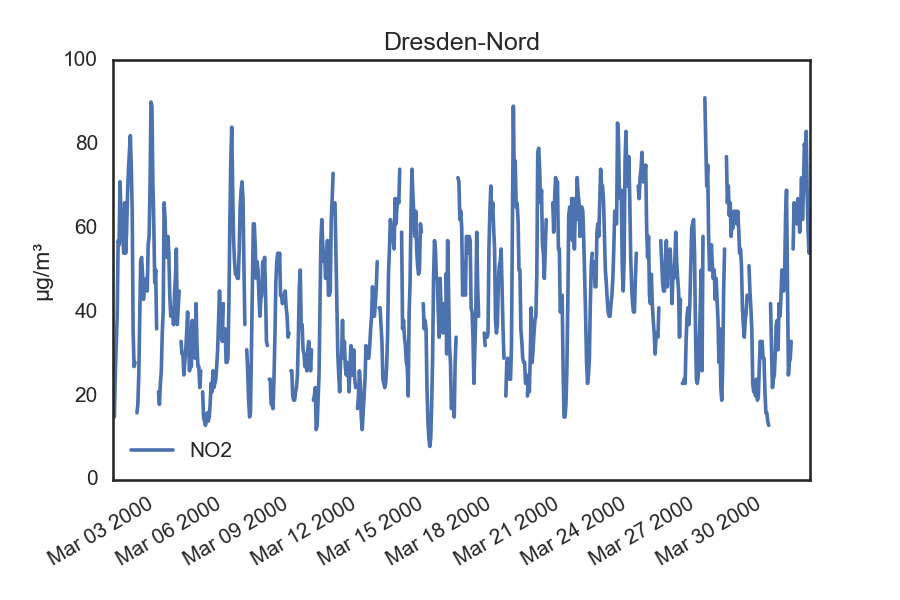 Dresden-Nord
µg/m³
100
80
60
40
20
0
NO2
Mar 03 2000
Mar 06 2000
Mar 09 2000
Mar 12 2000
Mar 15 2000
Mar 18 2000
Mar 21 2000
Mar 24 2000
Mar 27 2000
Mar 30 2000